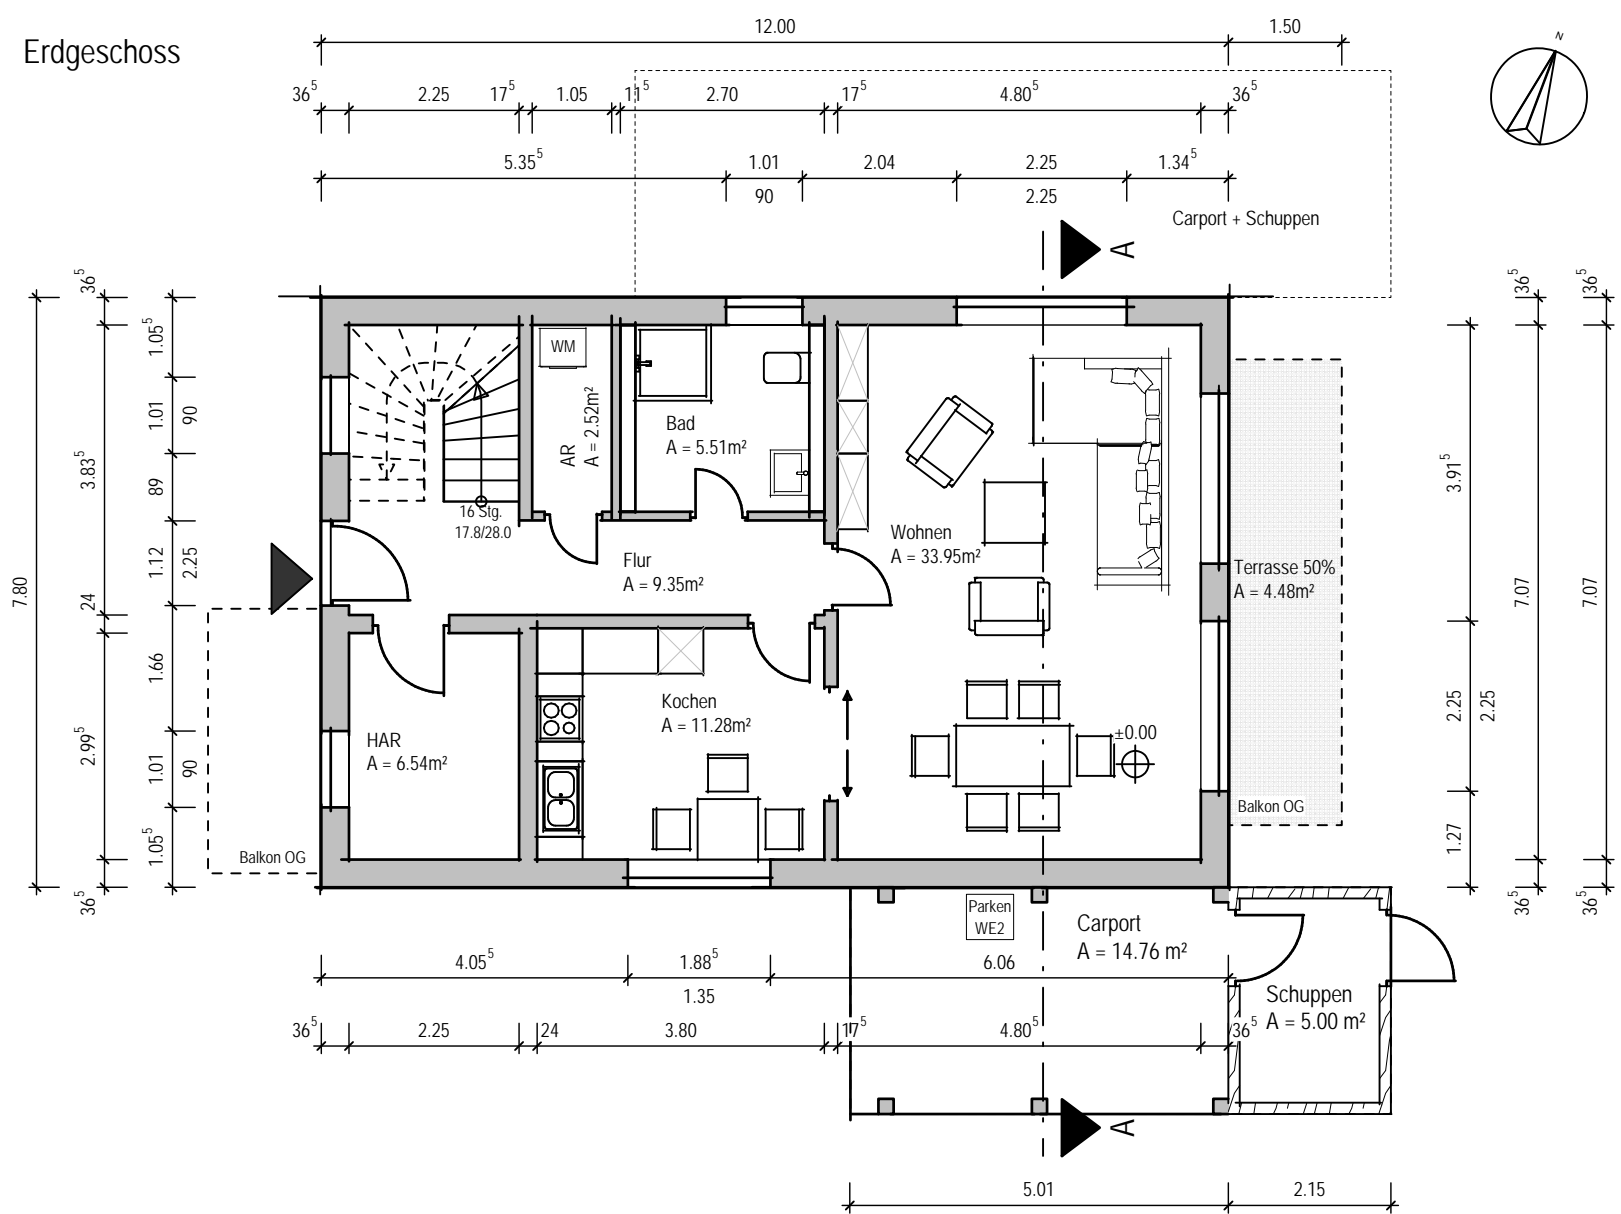 Erdgeschoss
12.00
1.50
N
36⁵
2.25
17⁵
1.05
11⁵
2.70
17⁵
4.80⁵
36⁵
5.35⁵
1.01
2.04
2.25
1.34⁵
90
2.25
Carport + Schuppen
A
7.80
36⁵
3.83⁵
24
2.99⁵
36⁵
1.05⁵
1.01
90
89
1.12
2.25
1.66
1.01
90
1.05⁵
WM
AR
A = 2.52m²
Bad
A = 5.51m²
16 Stg.
17.8/28.0
Flur
A = 9.35m²
Wohnen
A = 33.95m²
Terrasse 50%
A = 4.48m²
Kochen
A = 11.28m²
HAR
A = 6.54m²
±0.00
Balkon OG
Balkon OG
3.91⁵
2.25
2.25
1.27
36⁵
7.07
36⁵
36⁵
7.07
36⁵
Parken
WE2
Carport
A = 14.76 m²
Schuppen
A = 5.00 m²
4.05⁵
1.88⁵
6.06
1.35
36⁵
2.25
24
3.80
17⁵
4.80⁵
36⁵
A
5.01
2.15